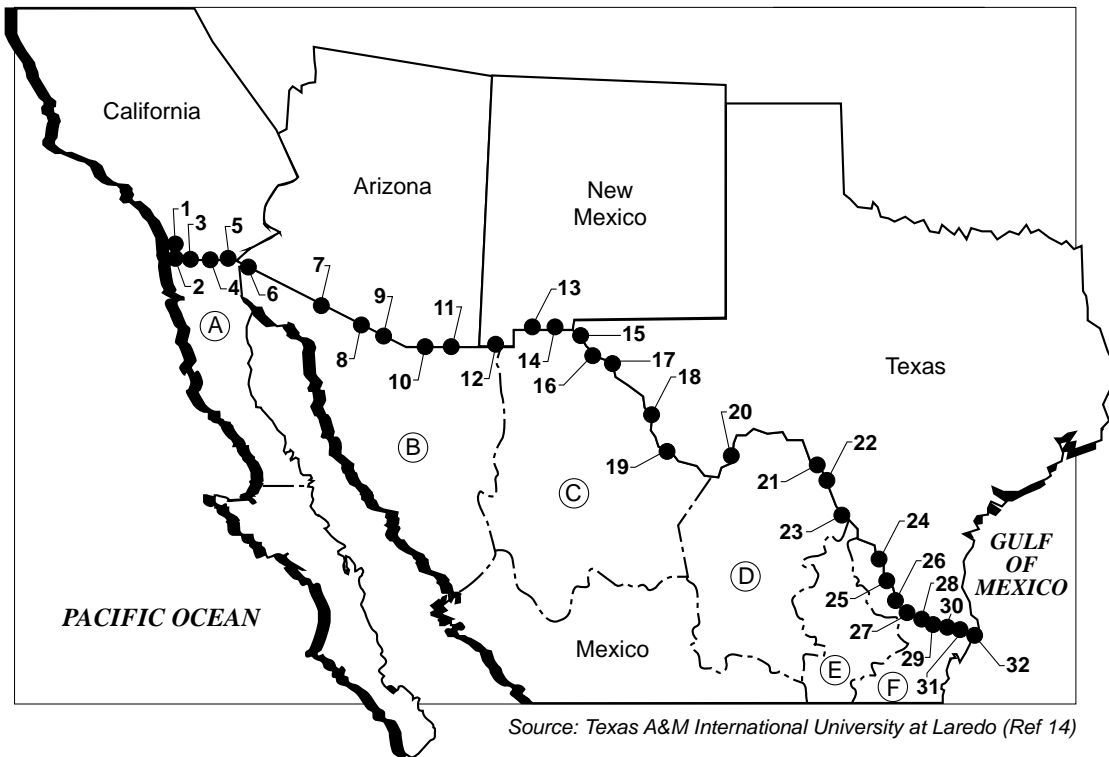 California
Arizona
New
Mexico
1
3
5
2
4
6
7
9
11
8
10
12
13
14
15
16
17
18
19
20
21
22
23
24
25
26
27
28
29
30
31
32
Texas
A
B
C
D
E
F
Mexico
PACIFIC OCEAN
GULF
OF
MEXICO
Source: Texas A&M International University at Laredo (Ref 14)